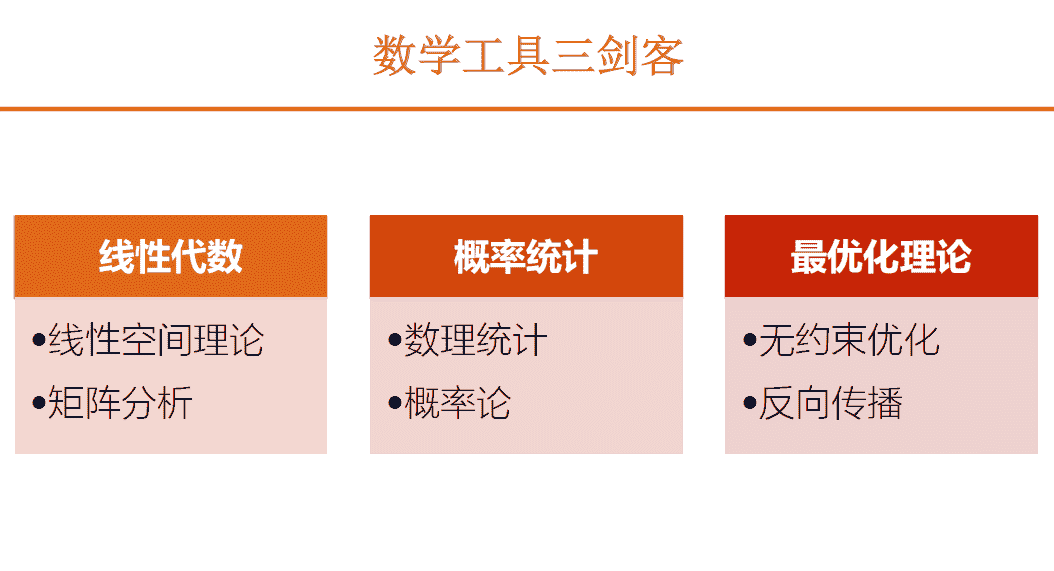 数学工具三剑客
线性代数
•线性空间理论
•矩阵分析
概率统计
•数理统计
•概率论
最优化理论
•无约束优化
•反向传播